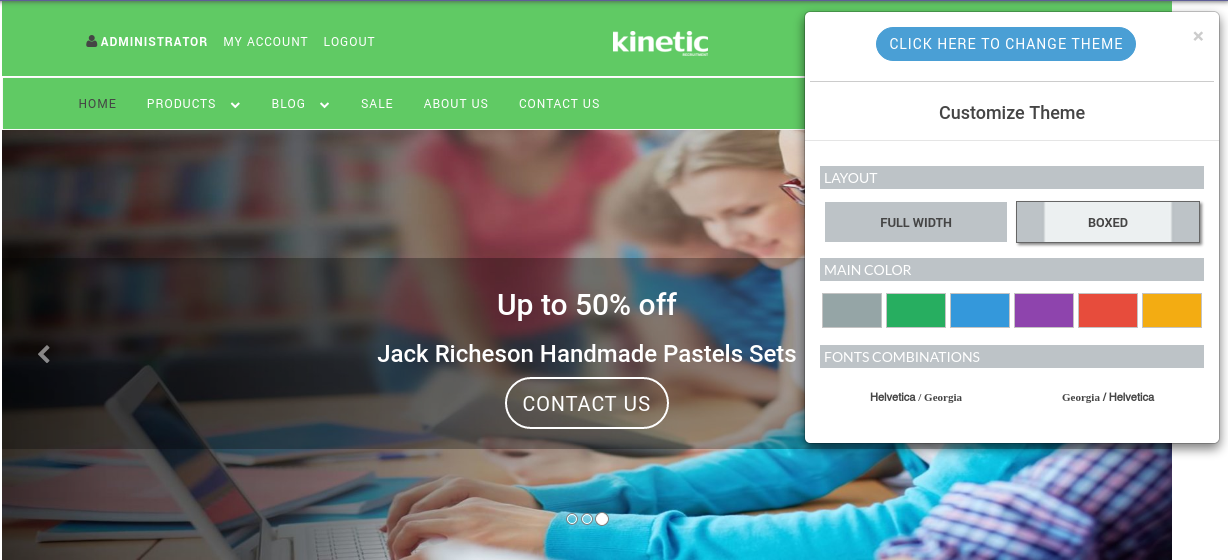 ADMINISTRATOR MY ACCOUNT LOGOUT
kinetic
RECRUITMENT
HOME PRODUCTS BLOG SALE ABOUT US CONTACT US
Up to 50% off
Jack Richeson Handmade Pastels Sets
CONTACT US
CLICK HERE TO CHANGE THEME
×
Customize Theme
LAYOUT
FULL WIDTH BOXED
MAIN COLOR
FONTS COMBINATIONS
Helvetica / Georgia Georgia / Helvetica